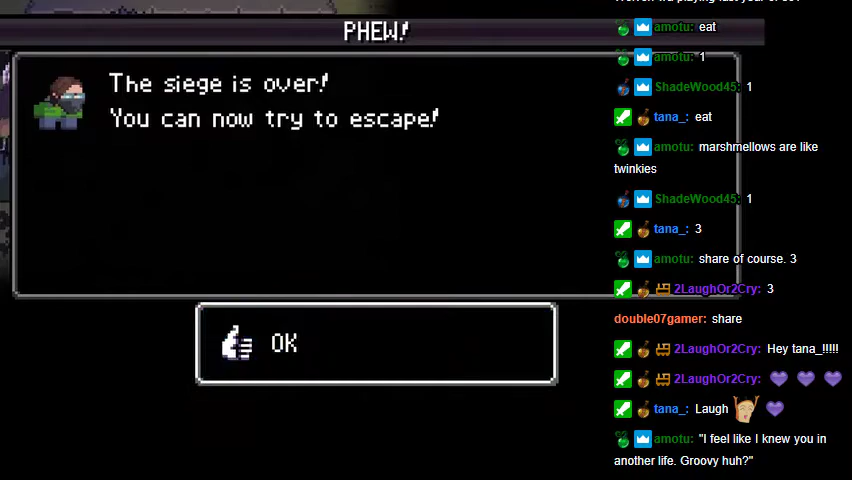 PHEW!
The siege is over!
You can now try to escape!
OK
amotu: eat
amotu: 1
ShadeWood45: 1
tana_: eat
amotu: marshmellows are like
twinkies
ShadeWood45: 1
tana_: 3
amotu: share of course. 3
2LaughOr2Cry: 3
double07gamer: share
2LaughOr2Cry: Hey tana_!!!!!
2LaughOr2Cry:
tana_: Laugh
amotu: "I feel like I knew you in
another life. Groovy huh?"